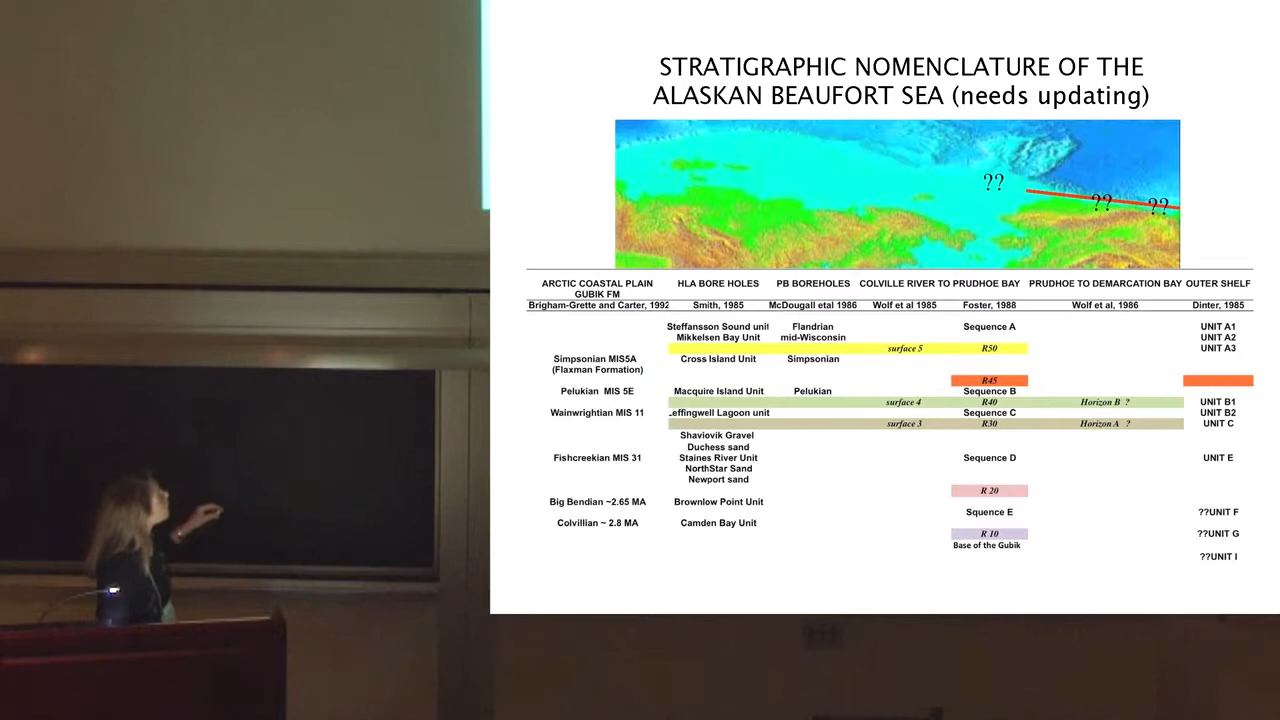 STRATIGRAPHIC NOMENCLATURE OF THE
ALASKAN BEAUFORT SEA (needs updating)
??
??
??
ARCTIC COASTAL PLAIN GUBIK FM HLA BORE HOLES PB BOREHOLES COLVILLE RIVER TO PRUDHOE BAY PRUDHOE TO DEMARCATION BAY OUTER SHELF
Brigham-Grette and Carter, 1992 Smith, 1985 McDougall etal 1986 Wolf et al 1985 Foster, 1988 Wolf et al, 1986 Dinter, 1985
Steffansson Sound unit Flandrian Sequence A UNIT A1
Mikkelsen Bay Unit mid-Wisconsin UNIT A2
surface 5 R50 UNIT A3
Simpsonian MIS5A Cross Island Unit Simpsonian
(Flaxman Formation)
R45
Pelukian MIS 5E Macquire Island Unit Pelukian Sequence B
surface 4 R40 Horizon B ? UNIT B1
Wainwrightian MIS 11 Leffingwell Lagoon unit Sequence C UNIT B2
surface 3 R30 Horizon A ? UNIT C
Shaviovik Gravel
Duchess sand
Fishcreekian MIS 31 Staines River Unit Sequence D UNIT E
NorthStar Sand
Newport sand
R 20
Big Bendian ~2.65 MA Brownlow Point Unit
Squence E ??UNIT F
Colvillian ~ 2.8 MA Camden Bay Unit
R 10 ??UNIT G
Base of the Gubik
??UNIT I